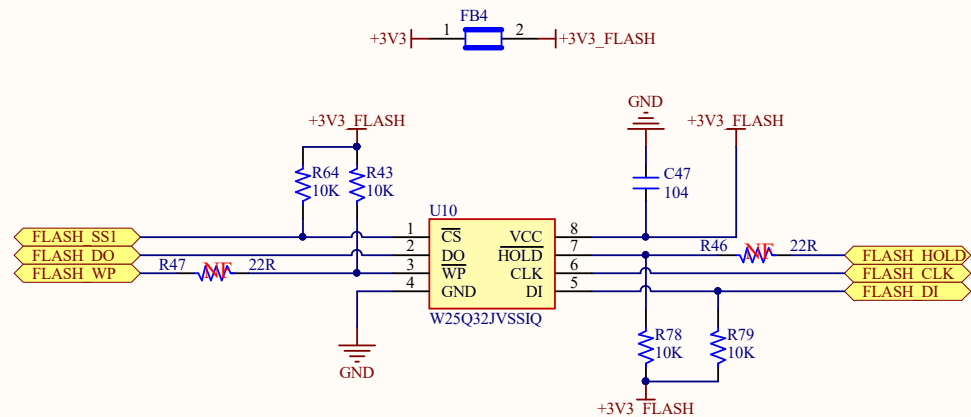 FB4
+3V3 1 2 +3V3_FLASH
GND
+3V3_FLASH
+3V3_FLASH
R64
10K
R43
10K
C47
104
U10
FLASH_SS1 1 CS VCC 8
FLASH_DO 2 DO HOLD 7 R46 NF 22R FLASH_HOLD
FLASH_WP R47 NF 22R 3 WP CLK 6 FLASH_CLK
4 GND DI 5 FLASH_DI
W25Q32JVSSIQ
R78
10K
R79
10K
GND
+3V3_FLASH